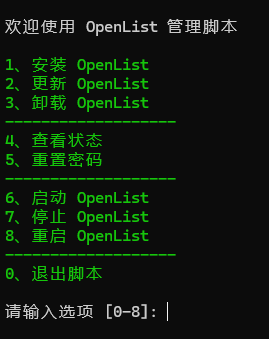 欢迎使用 OpenList 管理脚本
1、安装 OpenList
2、更新 OpenList
3、卸载 OpenList
-------------------
4、查看状态
5、重置密码
-------------------
6、启动 OpenList
7、停止 OpenList
8、重启 OpenList
-------------------
0、退出脚本
请输入选项 [0-8]: